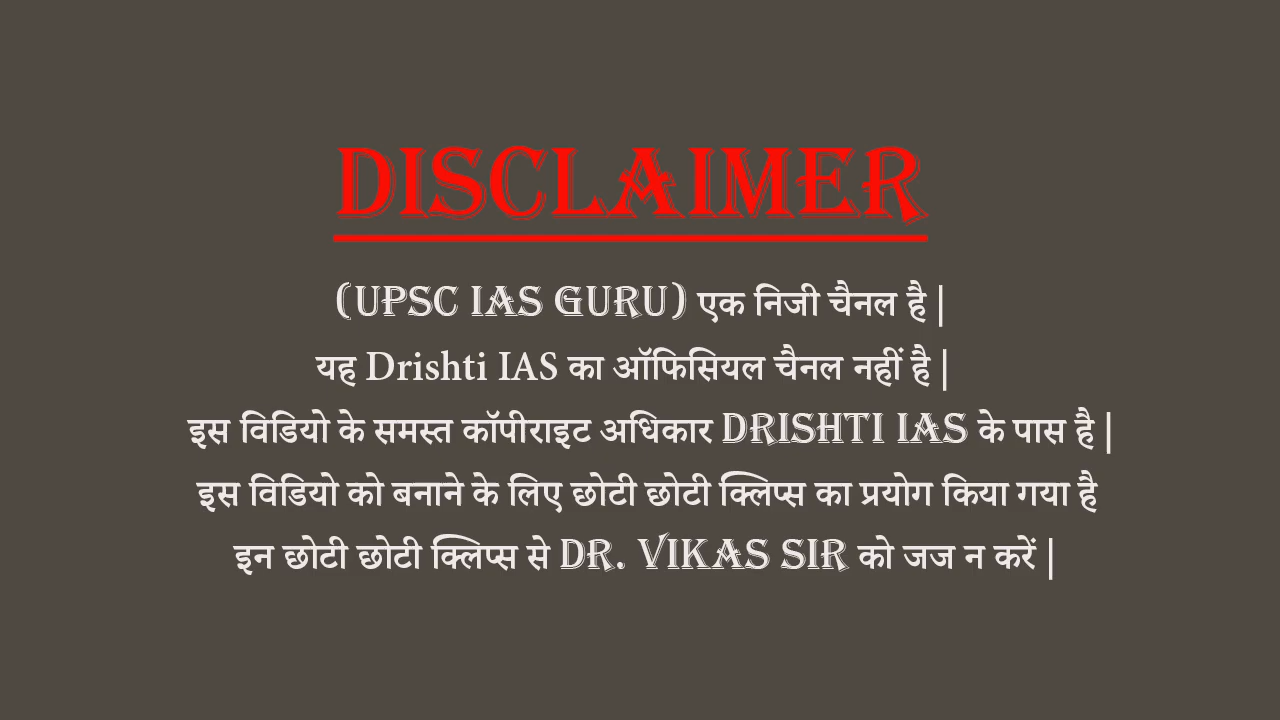 DISCLAIMER
(UPSC IAS GURU) एक निजी चैनल है |
यह Drishti IAS का ऑफिसियल चैनल नहीं है |
इस विडियो के समस्त कॉपीराइट अधिकार DRISHTI IAS के पास है |
इस विडियो को बनाने के लिए छोटी छोटी क्लिप्स का प्रयोग किया गया है
इन छोटी छोटी क्लिप्स से DR. VIKAS SIR को जज न करें |